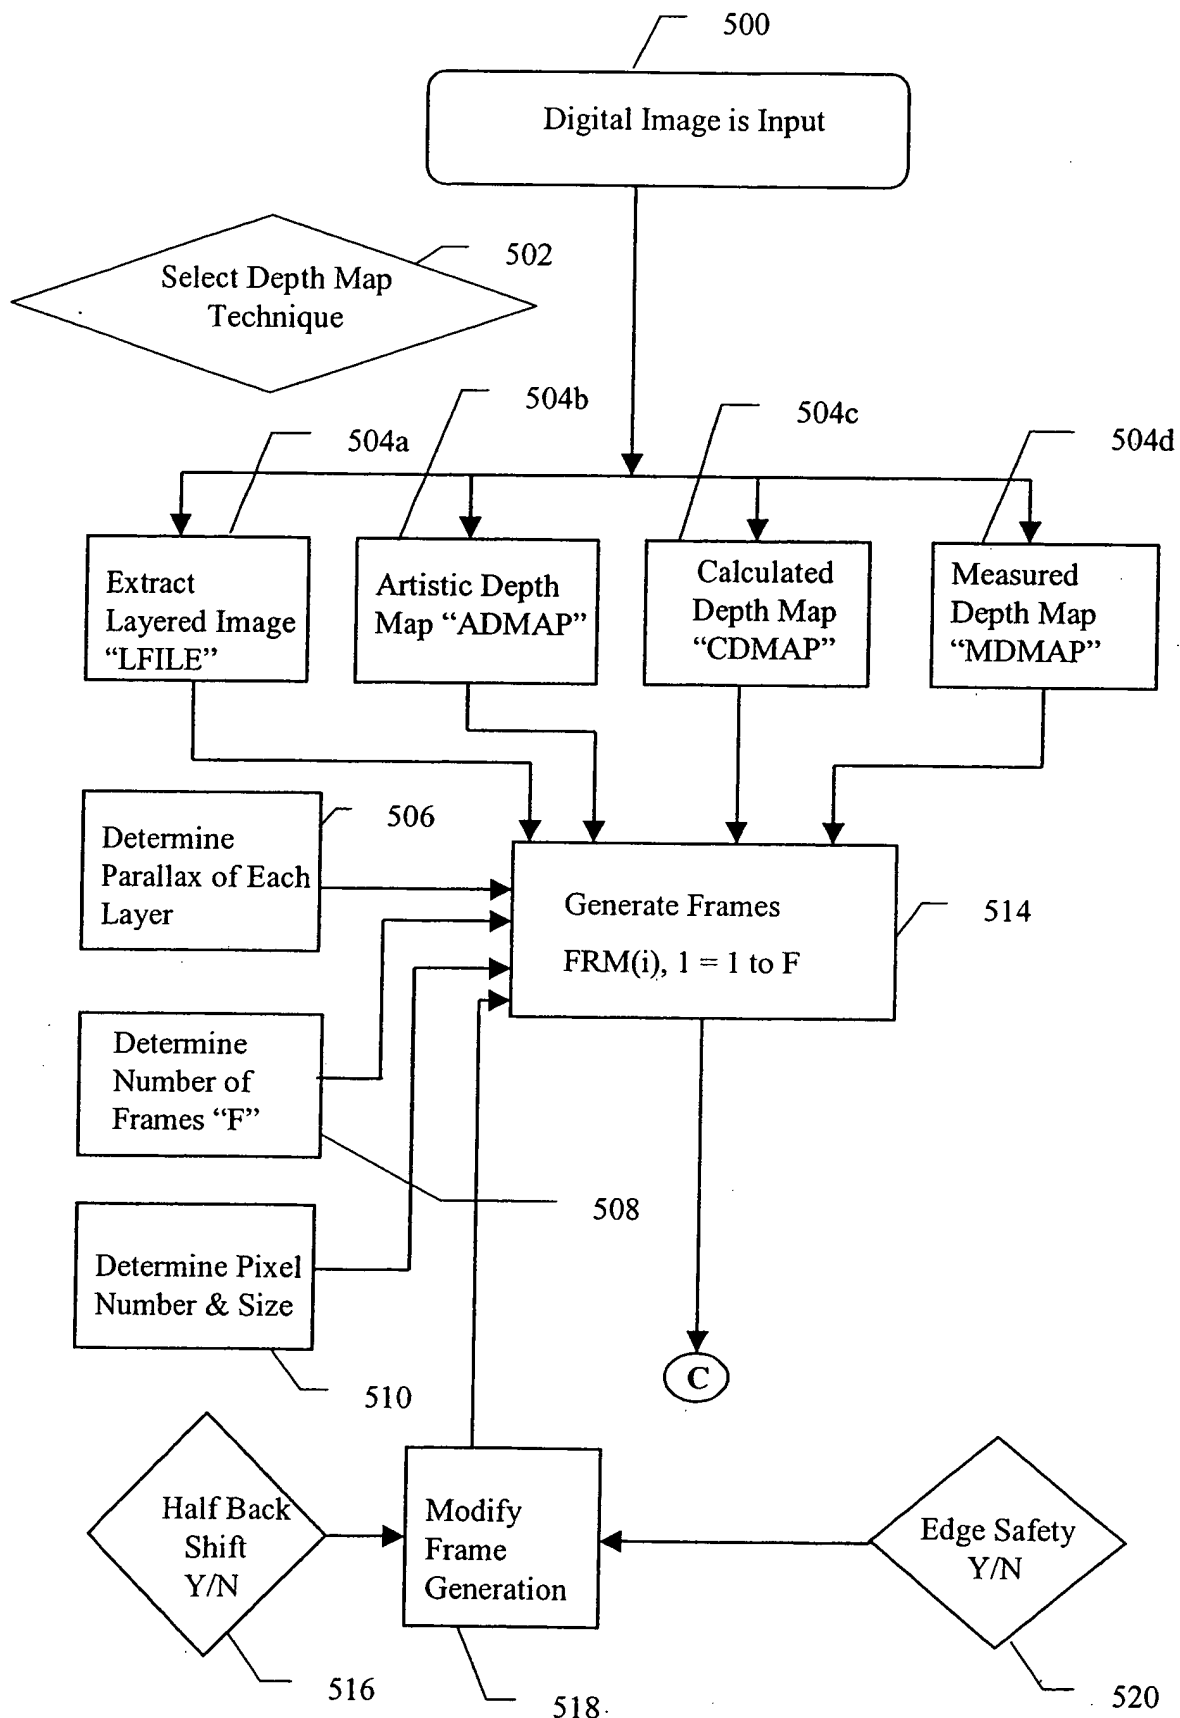 500
Digital Image is Input
502
Select Depth Map
Technique
504b
504c
504a
504d
Extract
Layered Image
“LFILE”
Artistic Depth
Map “ADMAP”
Calculated
Depth Map
“CDMAP”
Measured
Depth Map
“MDMAP”
506
Determine
Parallax of Each
Layer
Generate Frames
FRM(i), 1 = 1 to F
514
Determine
Number of
Frames “F”
508
Determine Pixel
Number & Size
510
C
Half Back
Shift
Y/N
Modify
Frame
Generation
Edge Safety
Y/N
516
518
520